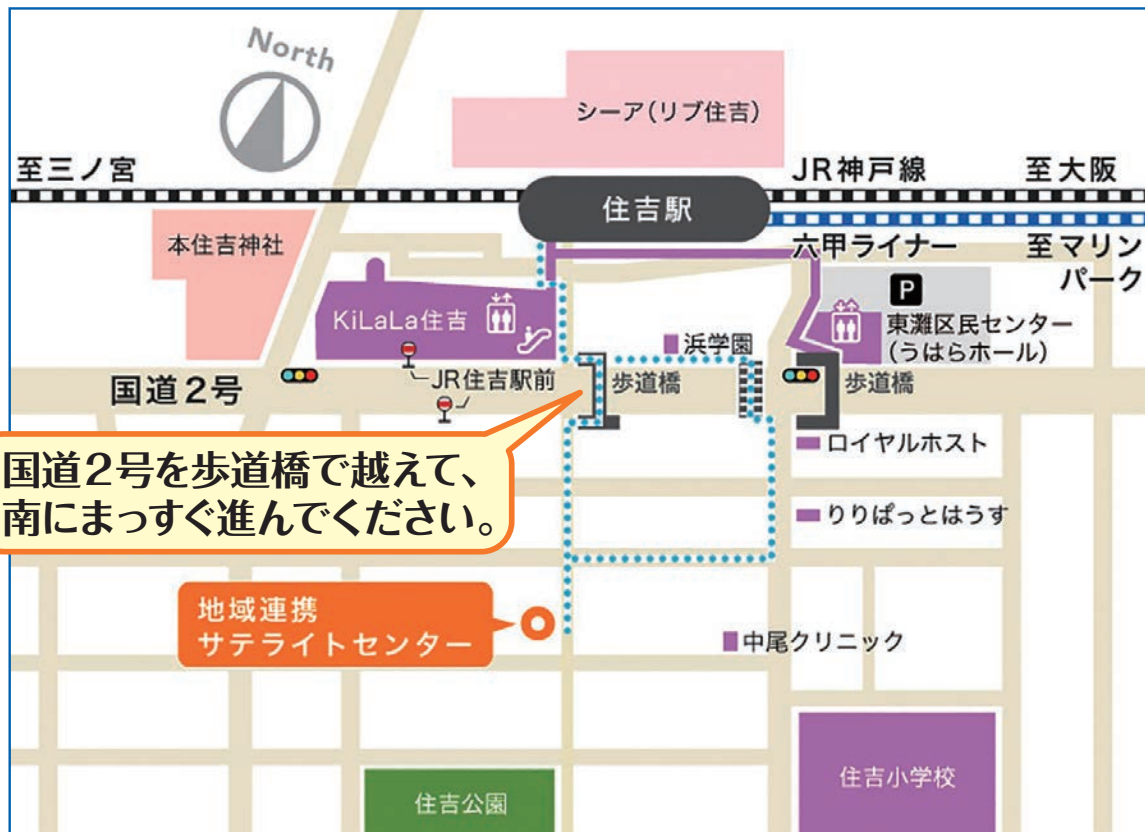 North
シーア(リブ住吉)
至三ノ宮
JR神戸線
至大阪
住吉駅
本住吉神社
六甲ライナー
至マリン
パーク
P
KiLaLa住吉
浜学園
東灘区民センター
(うはらホール)
国道2号
JR住吉駅前
歩道橋
歩道橋
国道2号を歩道橋で越えて、
南にまっすぐ進んでください。
ロイヤルホスト
りりぱっとはうす
地域連携
サテライトセンター
中尾クリニック
住吉公園
住吉小学校